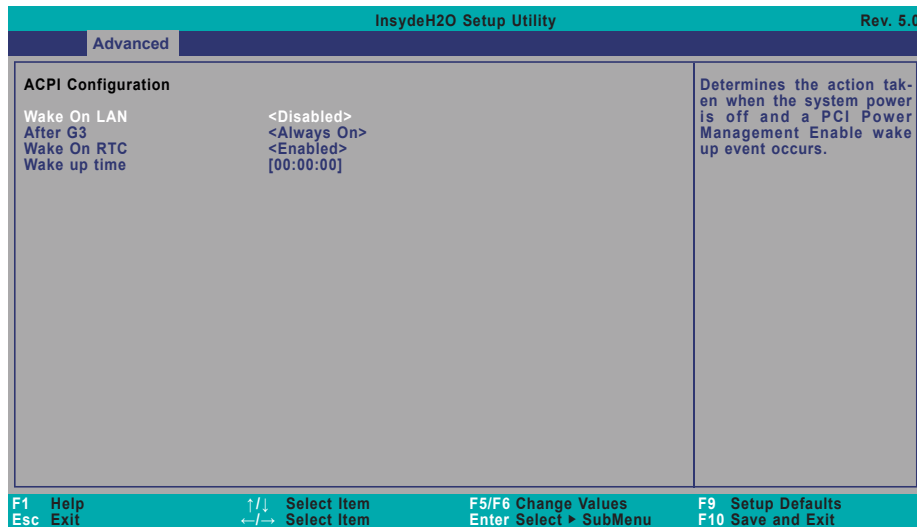 InsydeH2O Setup Utility Rev. 5.0
Advanced
ACPI Configuration
Wake On LAN <Disabled>
After G3 <Always On>
Wake On RTC <Enabled>
Wake up time [00:00:00]
Determines the action tak-
en when the system power
is off and a PCI Power
Management Enable wake
up event occurs.
F1 Help ↑/↓ Select Item F5/F6 Change Values F9 Setup Defaults
Esc Exit ←/→ Select Item Enter Select ▶ SubMenu F10 Save and Exit